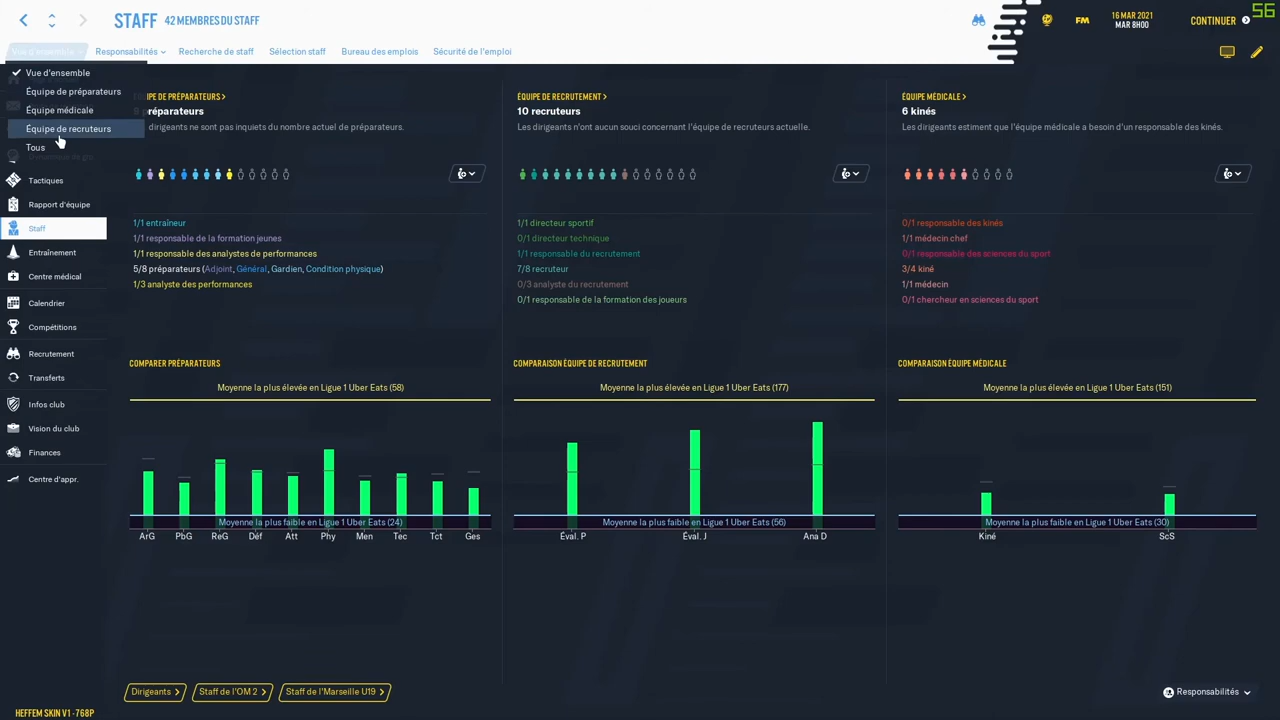 STAFF 42 MEMBRES DU STAFF
FM
16 MAR 2021
MAR 8H00
CONTINUER
56
Vue d'ensemble
Responsabilités
Recherche de staff
Sélection staff
Bureau des emplois
Sécurité de l'emploi
Vue d'ensemble
Équipe de préparateurs
Équipe médicale
Équipe de recruteurs
Tous
Tactiques
Rapport d'équipe
Staff
Entraînement
Centre médical
Calendrier
Compétitions
Recrutement
Transferts
Infos club
Vision du club
Finances
Centre d'appr.
IPE DE PRÉPARATEURS >
préparateurs
dirigeants ne sont pas inquiets du nombre actuel de préparateurs.
1/1 entraîneur
1/1 responsable de la formation jeunes
1/1 responsable des analystes de performances
5/8 préparateurs (Adjoint, Général, Gardien, Condition physique)
1/3 analyste des performances
ÉQUIPE DE RECRUTEMENT >
10 recruteurs
Les dirigeants n'ont aucun souci concernant l'équipe de recruteurs actuelle.
1/1 directeur sportif
0/1 directeur technique
1/1 responsable du recrutement
7/8 recruteur
0/3 analyste du recrutement
0/1 responsable de la formation des joueurs
ÉQUIPE MÉDICALE >
6 kinés
Les dirigeants estiment que l'équipe médicale a besoin d'un responsable des kinés.
0/1 responsable des kinés
1/1 médecin chef
0/1 responsable des sciences du sport
3/4 kiné
1/1 médecin
0/1 chercheur en sciences du sport
COMPARER PRÉPARATEURS
Moyenne la plus élevée en Ligue 1 Uber Eats (58)
Moyenne la plus faible en Ligue 1 Uber Eats (24)
ArG PbG ReG Déf Att Phy Men Tec Tct Ges
COMPARAISON ÉQUIPE DE RECRUTEMENT
Moyenne la plus élevée en Ligue 1 Uber Eats (177)
Moyenne la plus faible en Ligue 1 Uber Eats (56)
Éval. P Éval. J Ana D
COMPARAISON ÉQUIPE MÉDICALE
Moyenne la plus élevée en Ligue 1 Uber Eats (151)
Moyenne la plus faible en Ligue 1 Uber Eats (30)
Kiné ScS
Dirigeants >
Staff de l'OM 2 >
Staff de l'Marseille U19 >
Responsabilités
HEFFEM SKIN V1 - 768P